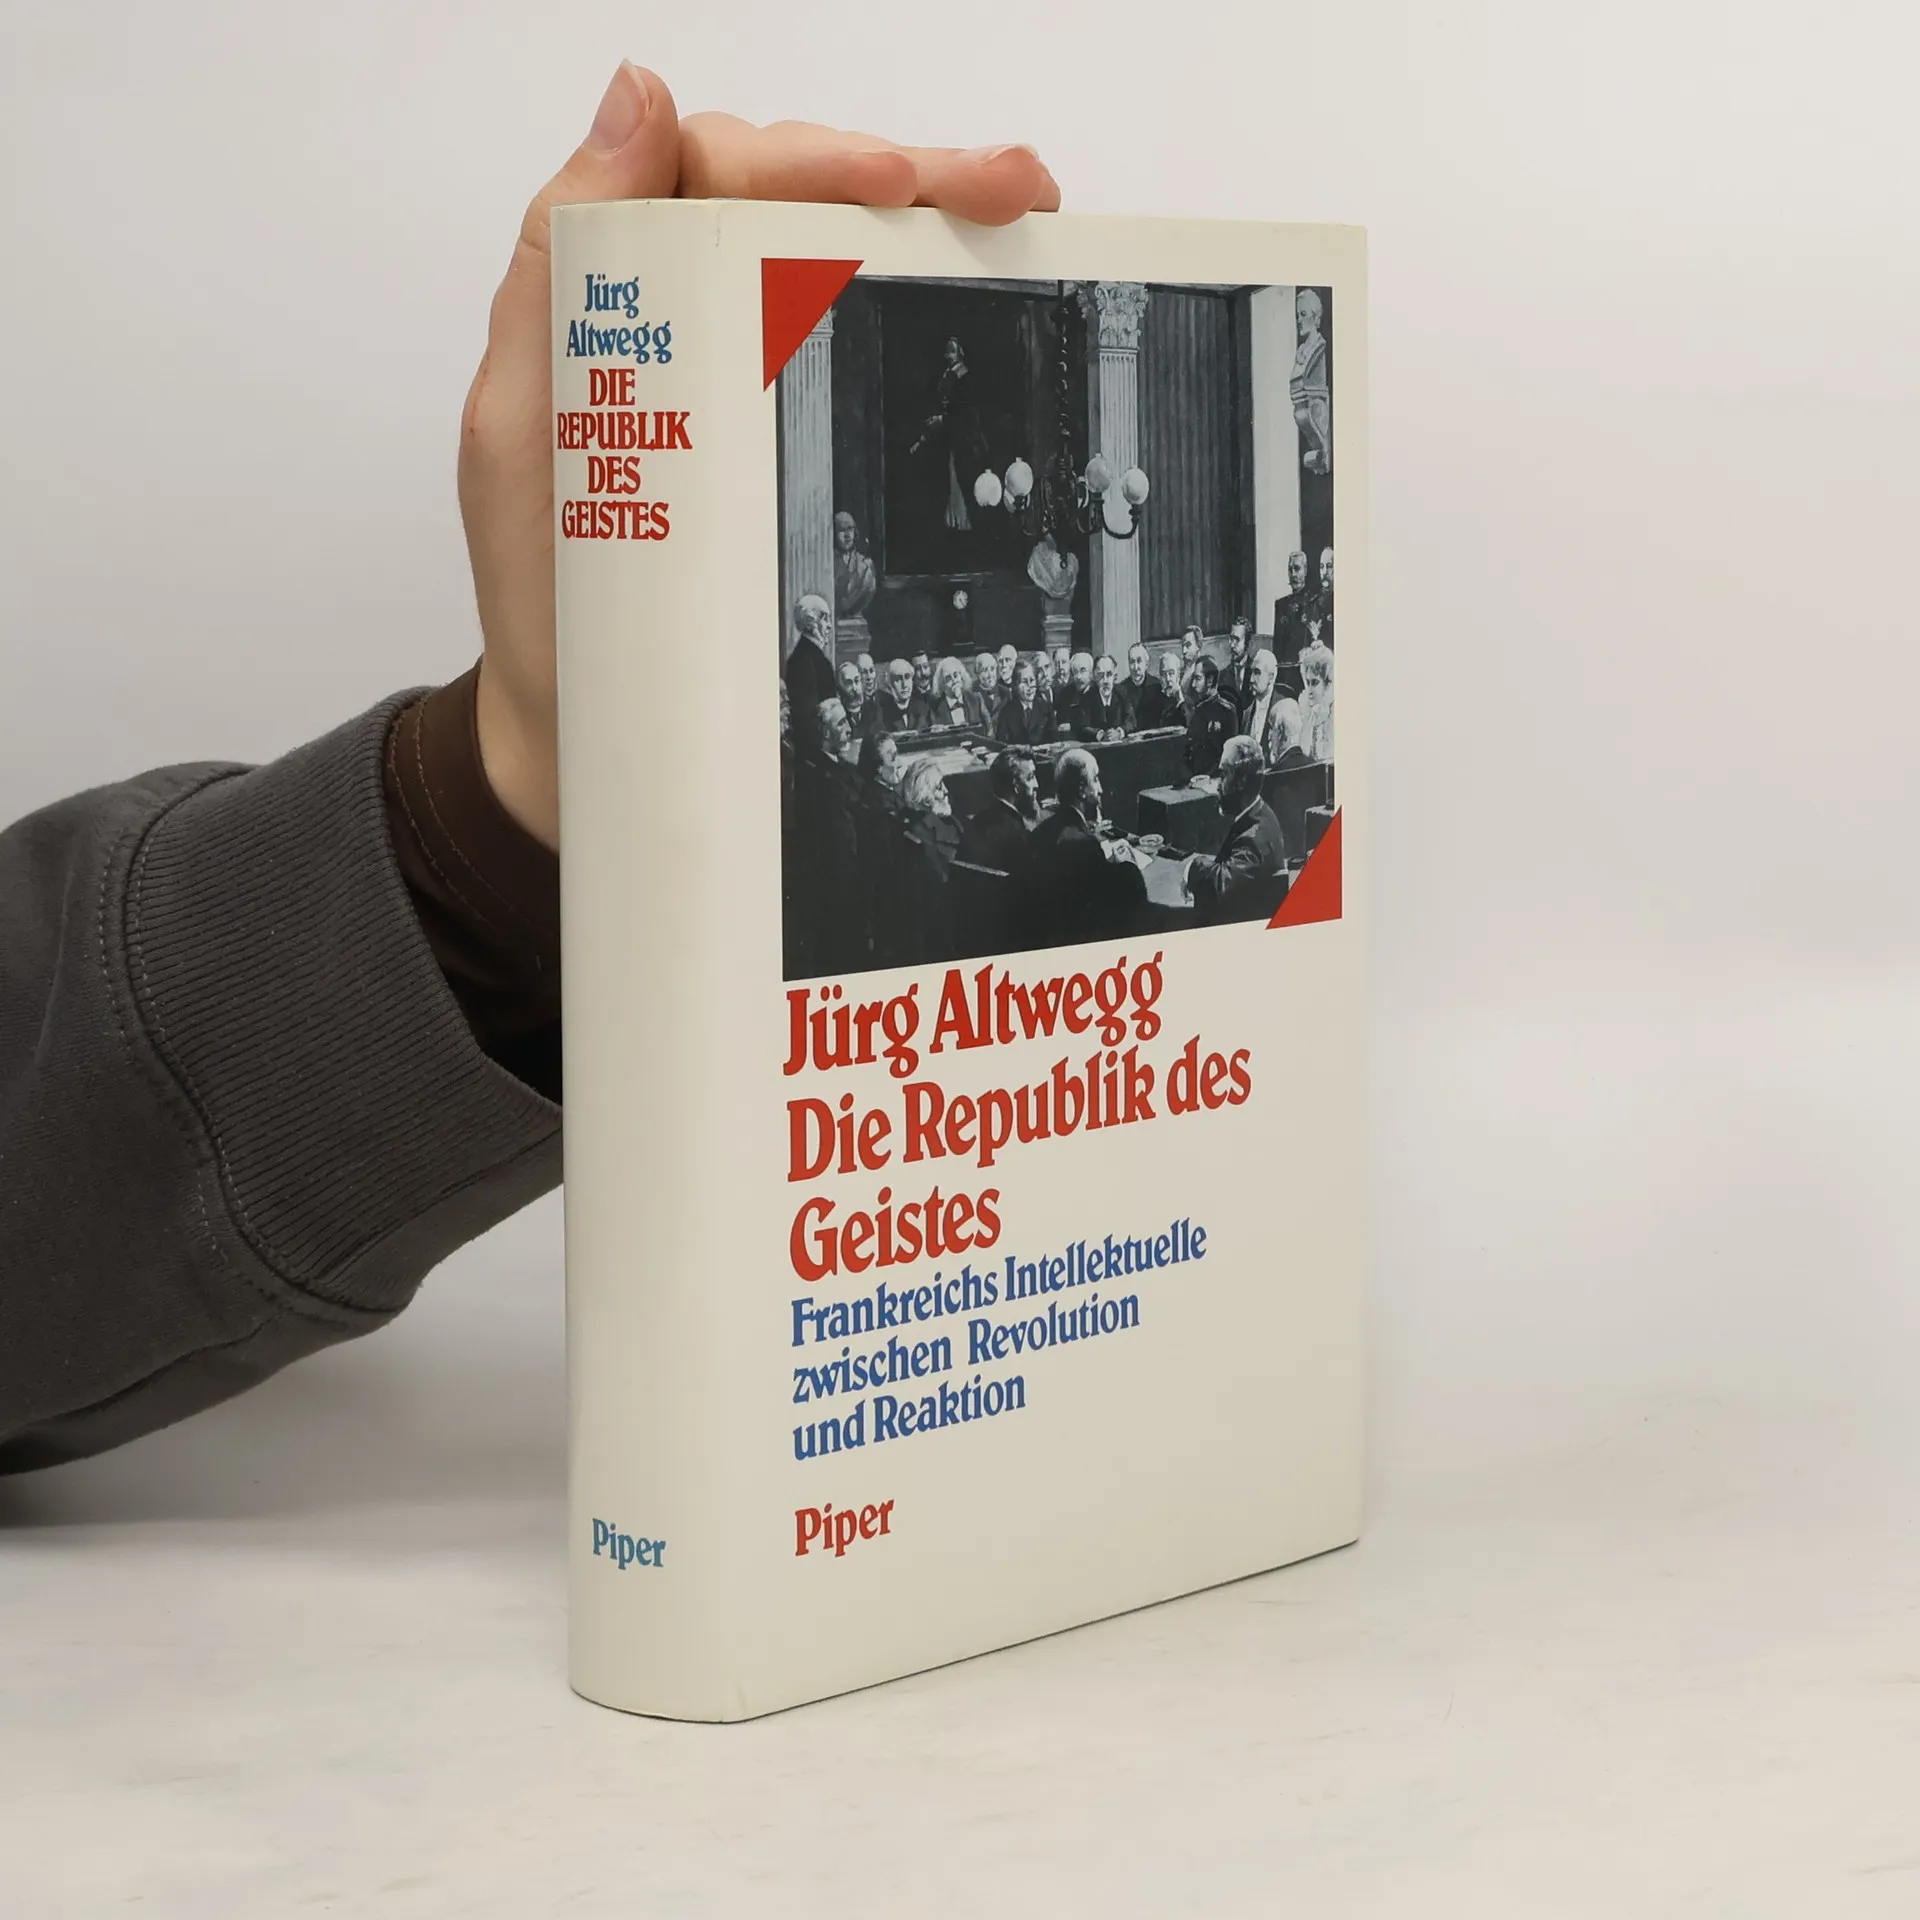 Jürg
Altwegg
DIE
REPUBLIK
DES
GEISTES
Piper
Jürg Altwegg
Die Republik des
Geistes
Frankreichs Intellektuelle
zwischen Revolution
und Reaktion
Piper